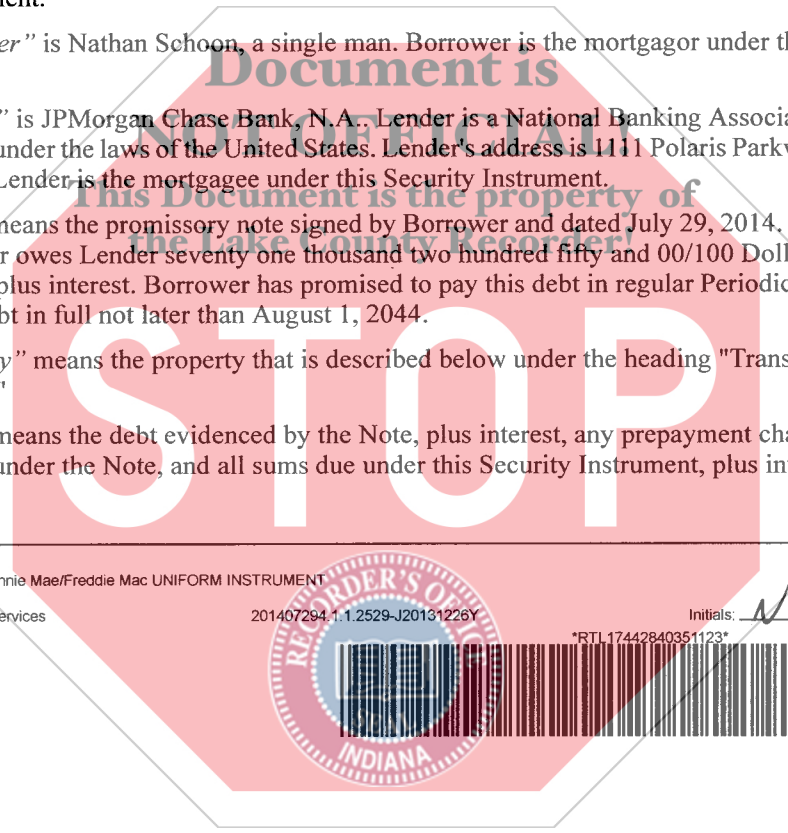 ment.
er” is Nathan Schoon, a single man. Borrower is the mortgagor under th
Document is
” is JPMorgan Chase Bank, N.A.. Lender is a National Banking Associa
NOT OFFICIAL!
under the laws of the United States. Lender's address is 1111 Polaris Parkw
Lender is the mortgagee under this Security Instrument.
This Document is the property of
means the promissory note signed by Borrower and dated July 29, 2014.
the Lake County Recorder!
r owes Lender seventy one thousand two hundred fifty and 00/100 Doll
plus interest. Borrower has promised to pay this debt in regular Periodic
bt in full not later than August 1, 2044.
y” means the property that is described below under the heading "Trans
"
means the debt evidenced by the Note, plus interest, any prepayment cha
under the Note, and all sums due under this Security Instrument, plus int
STOP
nnie Mae/Freddie Mac UNIFORM INSTRUMENT
ervices
201407294.1.1.2529-J20131226Y
Initials: N
*RTL17442840351123*
RECORDER'S OFFICE
SEAL
INDIANA